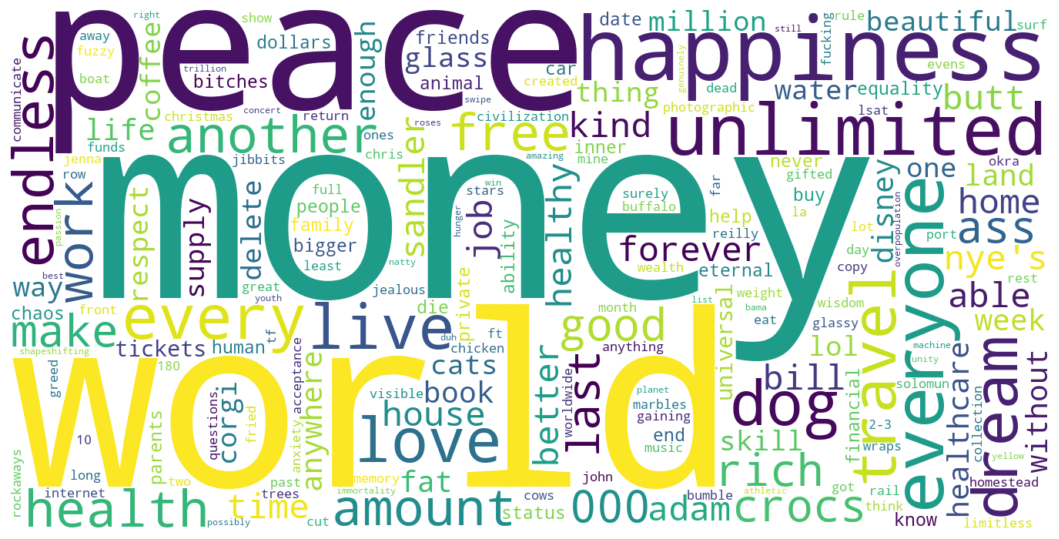 peace
happiness
money
world
unlimited
endless
work
life
another
coffee
enough
free
kind
thing
million
beautiful
butt
water
equality
glass
animal
friends
dollars
bitches
show
away
right
fuzzy
boat
trillion
christmas
funds
return
concert
swipe
ones
roses
civilization
car
created
date
genuinely
still
fucking
rule
evens
surf
dead
photographic
lsat
inner
mine
communicate
jenna
row
jibbits
chris
respect
supply
delete
sandler
full
people
family
bigger
least
stars
amazing
win
hunger
job
ability
healthy
surely
buffalo
far
help
reilly
forever
wealth
eternal
never
gifted
buy
la
lot
day
copy
disney
one
land
okra
home
ass
nye's
port
rest
overpopulation
everyone
travel
able
week
way
chaos
passion
best
make
front
every
great
youth
natty
jealous
die
live
private
tickets
human
tf
duh
ft
chicken
cats
good
month
anything
universal
list
weight
bama
eat
wisdom
glassy
lol
bill
dog
machine
unity
solomun
financial
2-3
wraps
collection
healthcare
dream
without
homestead
yellow
shapeshifting
greed
180
10
questions,
corgi
fried
anxiety
acceptance
anywhere
visible
book
house
love
better
last
worldwide
planet
marbles
gaining
end
music
skill
rich
rockaways
health
long
internet
parents
two
possibly
time
past
trees
cut
memory
immortality
fat
amount
status
cows
john
000
adam
bumble
athletic
crocs
got
think
rail
know
limitless